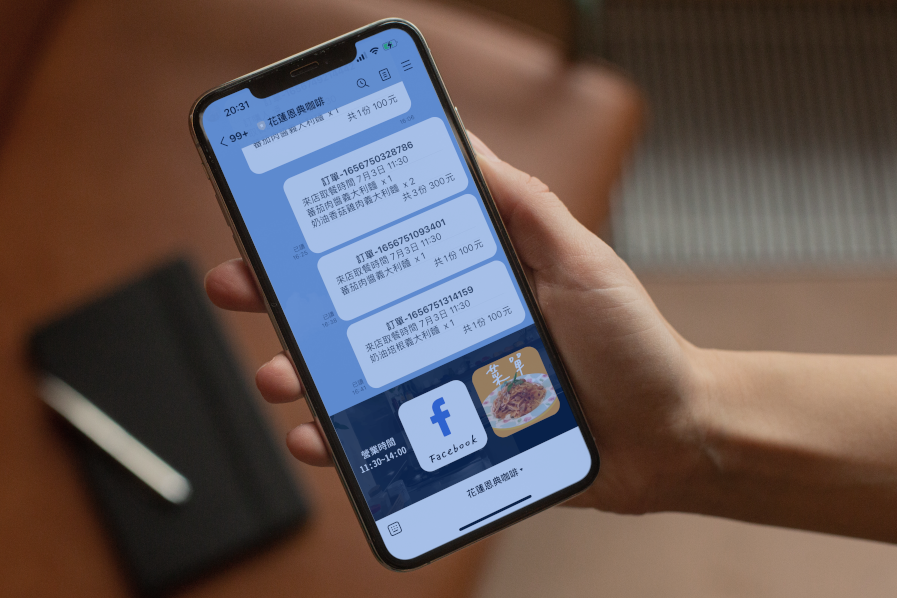 20:31
99+
花蓮恩典咖啡
番茄肉醬義大利麵 x 1
共 1份 100元
16:06
訂單-1656750328786
來店取餐時間 7月3日 11:30
蕃茄肉醬義大利麵 x 1
奶油香菇雞肉義大利麵 x 2
共 3份 300元
已讀
16:25
訂單-1656751093401
來店取餐時間 7月3日 11:30
蕃茄肉醬義大利麵 x 1
共 1份 100元
已讀
訂單-1656751314159
來店取餐時間 7月3日 11:30
奶油培根義大利麵 x 1
共 1份 100元
已讀
營業時間
11:30~14:00
f
Facebook
菜單
花蓮恩典咖啡